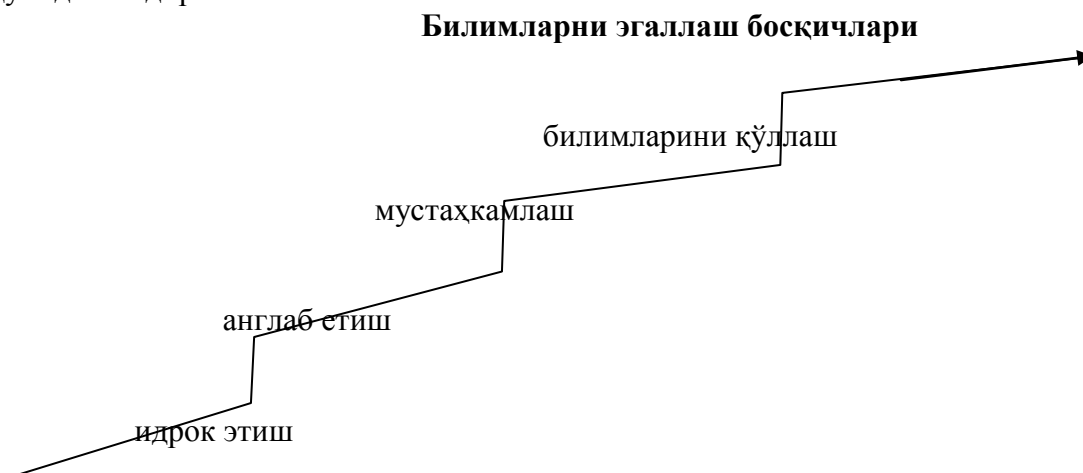 Билимларни эгаллаш босқичлари
билимларини қўллаш
мустаҳкамлаш
англаб етиш
идрок этиш